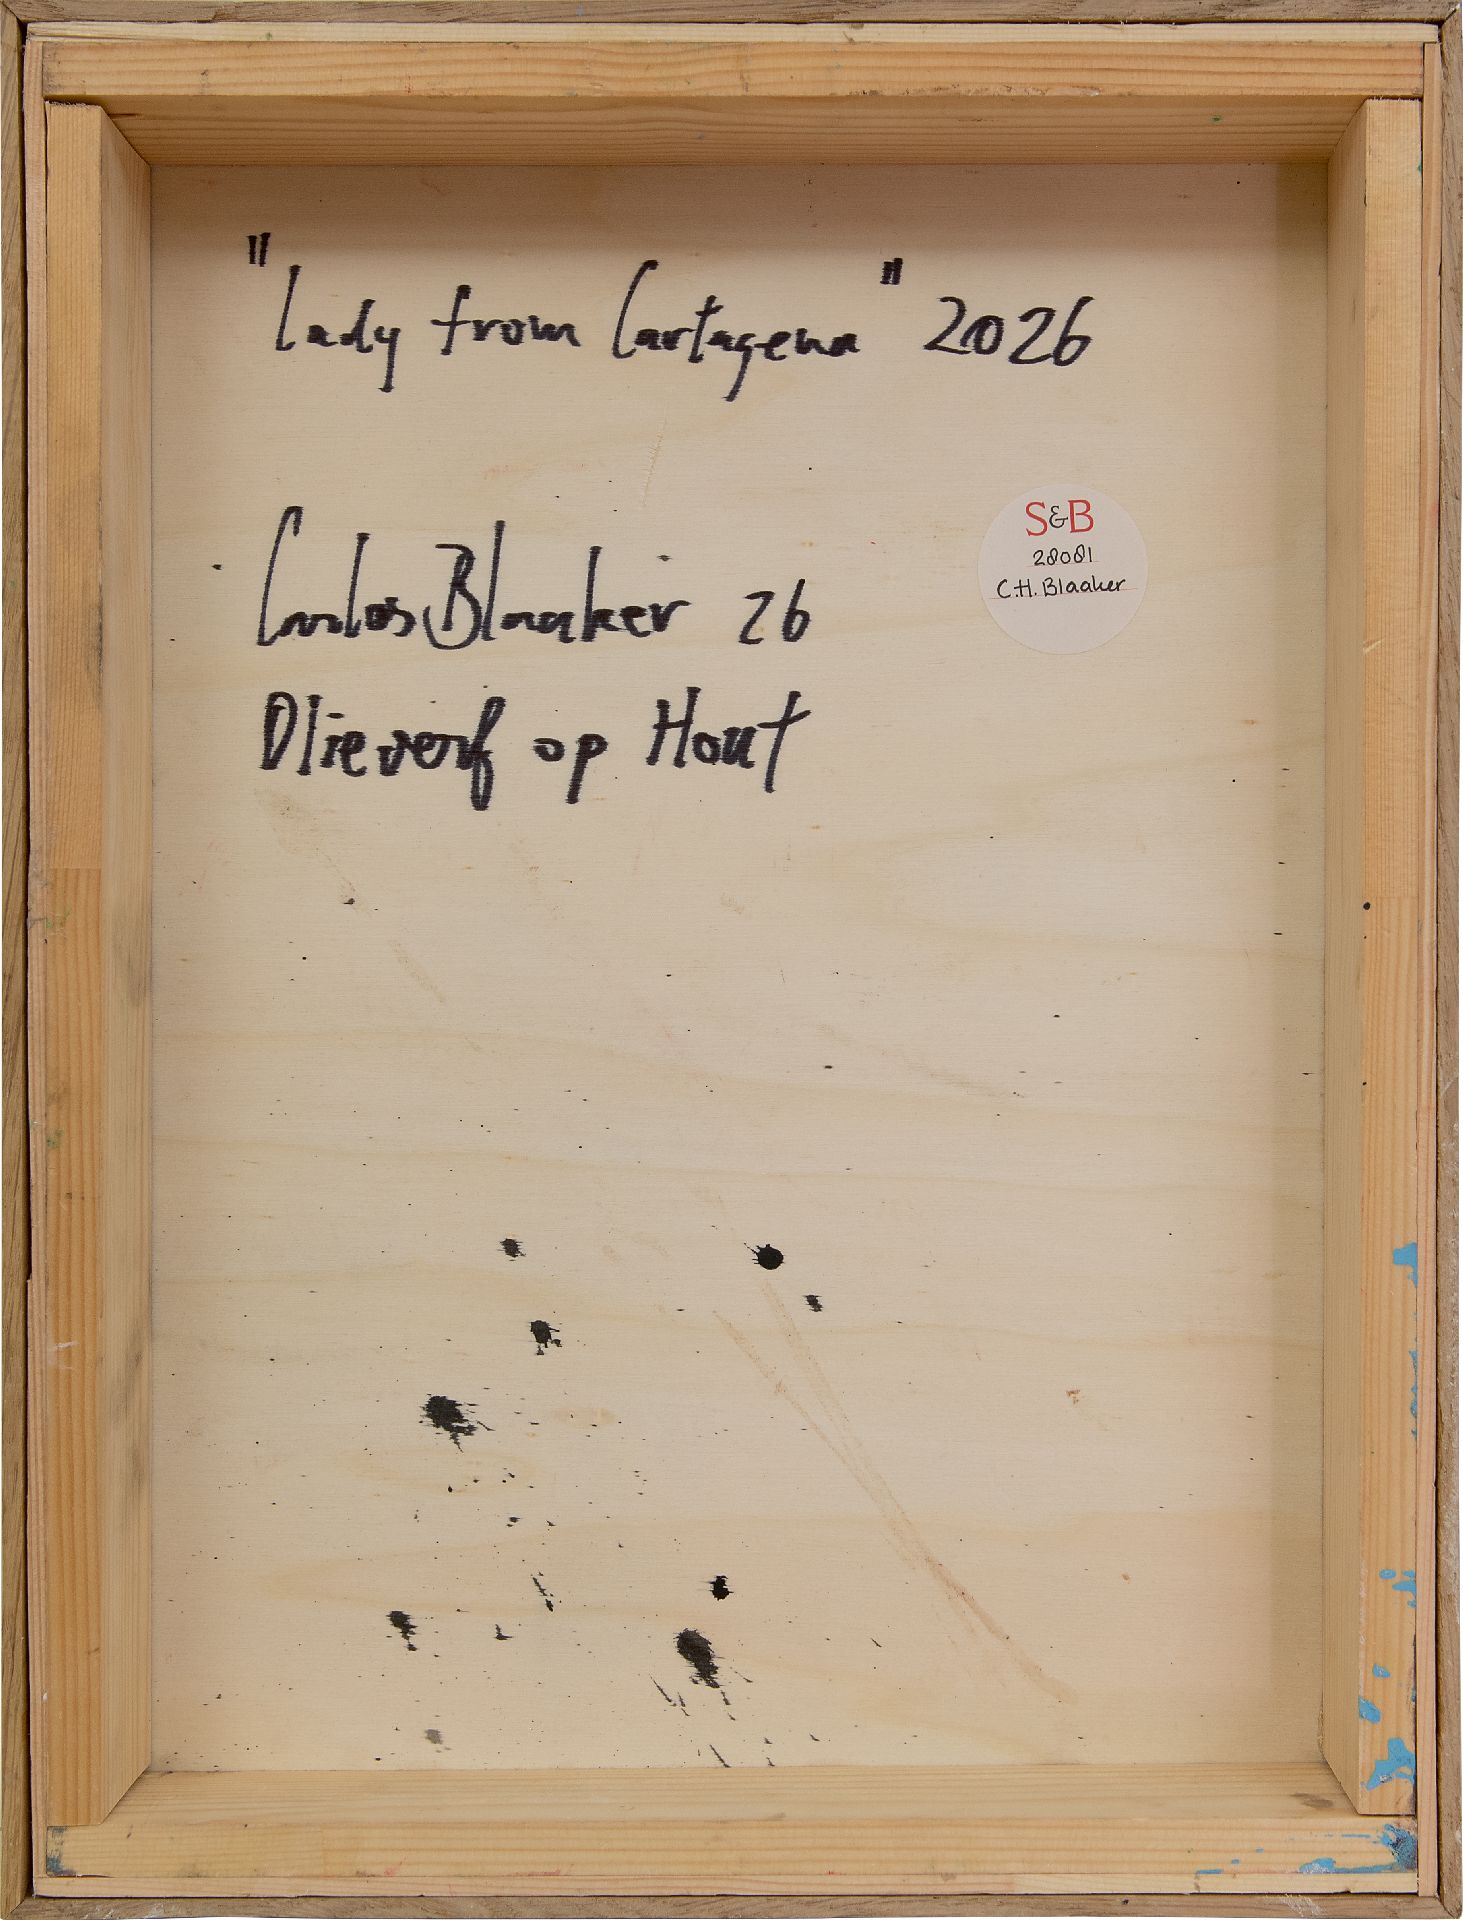 "Lady from Cartagena" 2026
S&B
28081
C.H. Blaaker
Carlos Blaaker 26
Olieverf op Hout